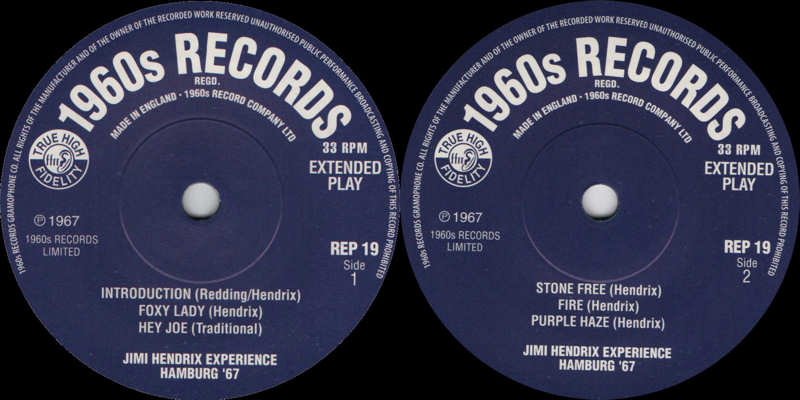 1960s RECORDS GRAMOPHONE CO. ALL RIGHTS OF THE MANUFACTURER AND OF THE OWNER OF THE RECORDED WORK RESERVED UNAUTHORISED PUBLIC PERFORMANCE BROADCASTING AND COPYING OF THIS RECORD PROHIBITED
1960s RECORDS
REGD.
MADE IN ENGLAND · 1960s RECORD COMPANY LTD
TRUE HIGH FIDELITY
33 RPM
EXTENDED
PLAY
℗ 1967
1960s RECORDS
LIMITED
REP 19
Side
1
INTRODUCTION (Redding/Hendrix)
FOXY LADY (Hendrix)
HEY JOE (Traditional)
JIMI HENDRIX EXPERIENCE
HAMBURG '67
1960s RECORDS GRAMOPHONE CO. ALL RIGHTS OF THE MANUFACTURER AND OF THE OWNER OF THE RECORDED WORK RESERVED UNAUTHORISED PUBLIC PERFORMANCE BROADCASTING AND COPYING OF THIS RECORD PROHIBITED
1960s RECORDS
REGD.
MADE IN ENGLAND · 1960s RECORD COMPANY LTD
TRUE HIGH FIDELITY
33 RPM
EXTENDED
PLAY
℗ 1967
1960s RECORDS
LIMITED
REP 19
Side
2
STONE FREE (Hendrix)
FIRE (Hendrix)
PURPLE HAZE (Hendrix)
JIMI HENDRIX EXPERIENCE
HAMBURG '67